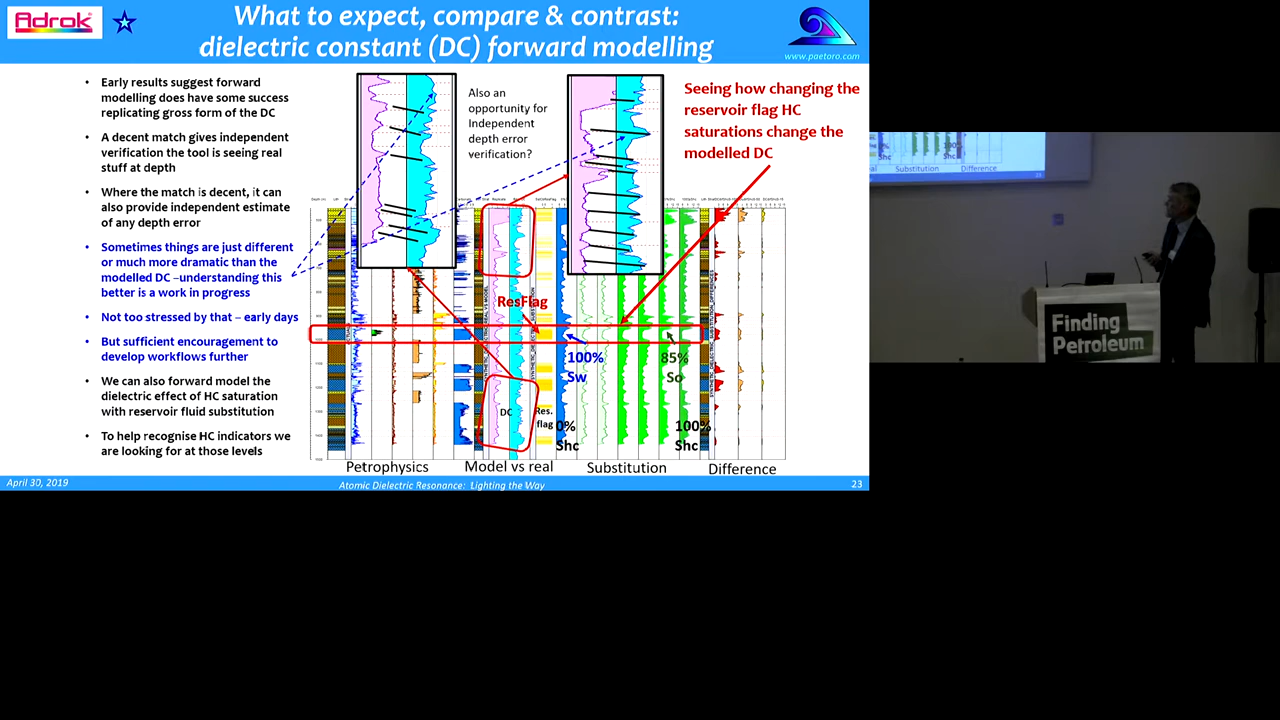 Adrok
What to expect, compare & contrast:
dielectric constant (DC) forward modelling
www.paetoro.com
• Early results suggest forward
modelling does have some success
replicating gross form of the DC
• A decent match gives independent
verification the tool is seeing real
stuff at depth
• Where the match is decent, it can
also provide independent estimate
of any depth error
• Sometimes things are just different
or much more dramatic than the
modelled DC –understanding this
better is a work in progress
• Not too stressed by that – early days
• But sufficient encouragement to
develop workflows further
• We can also forward model the
dielectric effect of HC saturation
with reservoir fluid substitution
• To help recognise HC indicators we
are looking for at those levels
Also an
opportunity for
Independent
depth error
verification?
Seeing how changing the
reservoir flag HC
saturations change the
modelled DC
ResFlag
100%
Sw
85%
So
DC
Res.
flag
0%
Shc
100%
Shc
Petrophysics
Model vs real
Substitution
Difference
April 30, 2019
Atomic Dielectric Resonance: Lighting the Way
23
Substitution
Difference
Finding
Petroleum